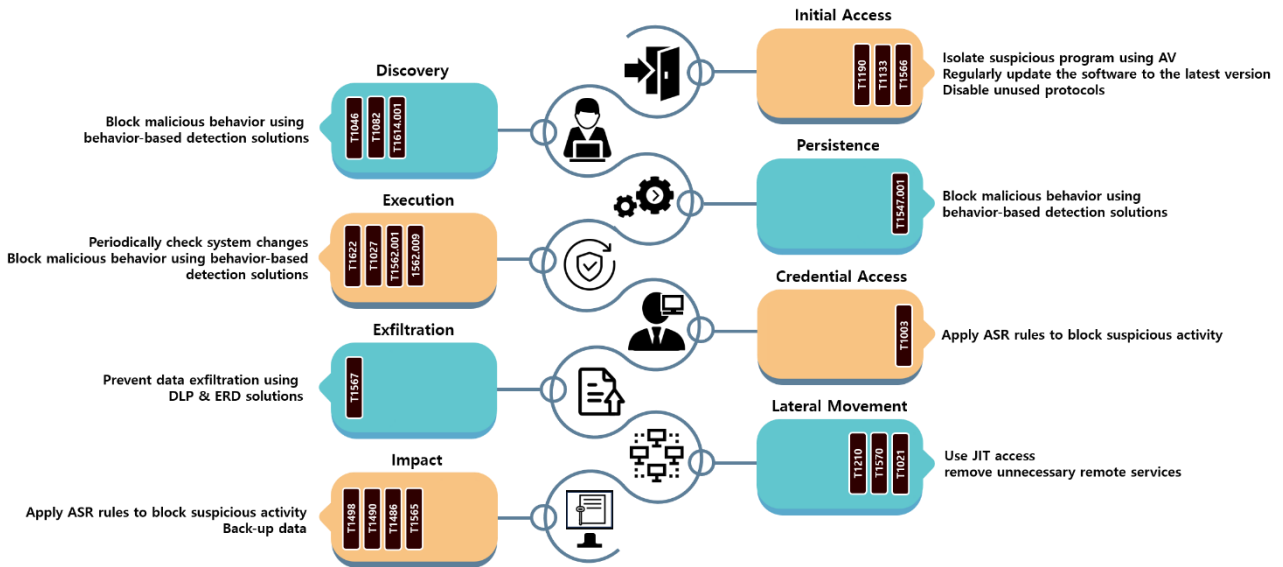 Initial Access
T1190
T1133
T1566
Isolate suspicious program using AV
Regularly update the software to the latest version
Disable unused protocols
Discovery
T1046
T1082
T1614.001
Block malicious behavior using
behavior-based detection solutions
Persistence
T1547.001
Block malicious behavior using
behavior-based detection solutions
Execution
T1622
T1027
T1562.001
1562.009
Periodically check system changes
Block malicious behavior using behavior-based
detection solutions
Credential Access
T1003
Apply ASR rules to block suspicious activity
Exfiltration
T1567
Prevent data exfiltration using
DLP & ERD solutions
Lateral Movement
T1210
T1570
T1021
Use JIT access
remove unnecessary remote services
Impact
T1498
T1490
T1486
T1565
Apply ASR rules to block suspicious activity
Back-up data